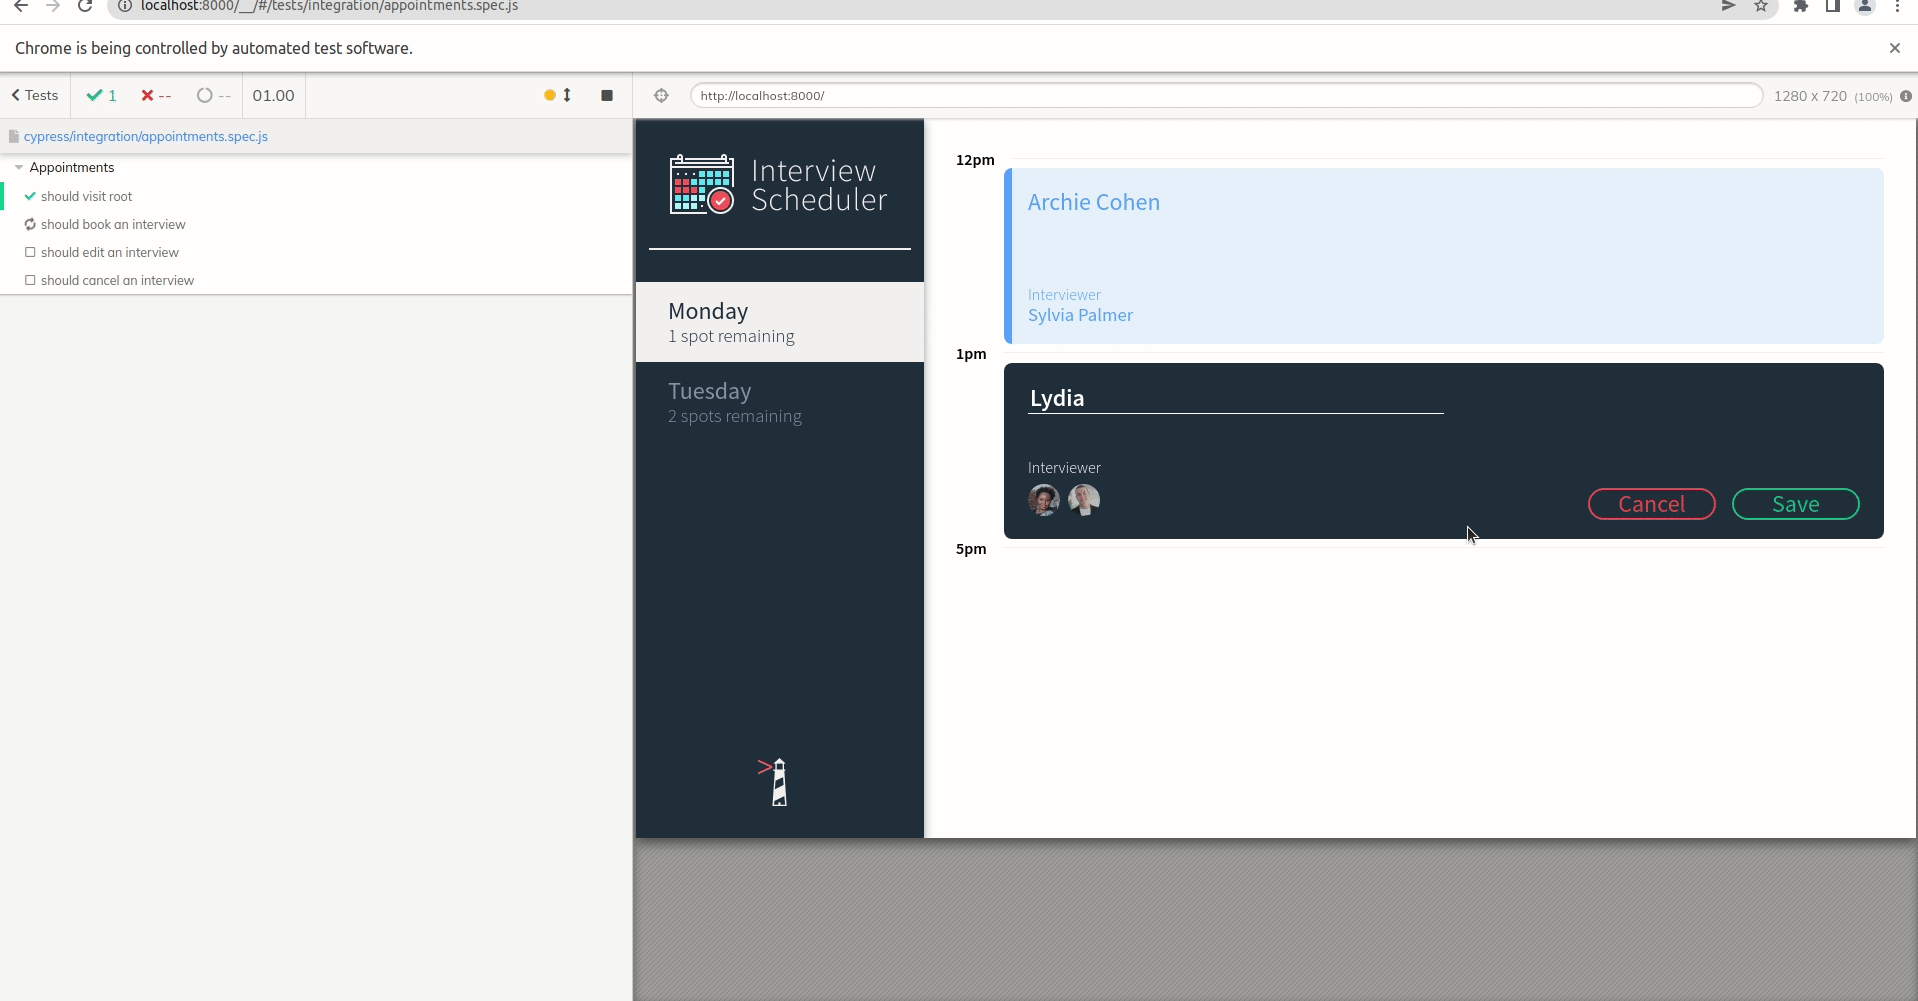 localhost:8000/__/#/tests/integration/appointments.spec.js
Chrome is being controlled by automated test software.
Tests
1
--
--
01.00
http://localhost:8000/
1280 x 720 (100%)
cypress/integration/appointments.spec.js
Appointments
should visit root
should book an interview
should edit an interview
should cancel an interview
Interview
Scheduler
Monday
1 spot remaining
Tuesday
2 spots remaining
12pm
Archie Cohen
Interviewer
Sylvia Palmer
1pm
Lydia
Interviewer
Cancel
Save
5pm